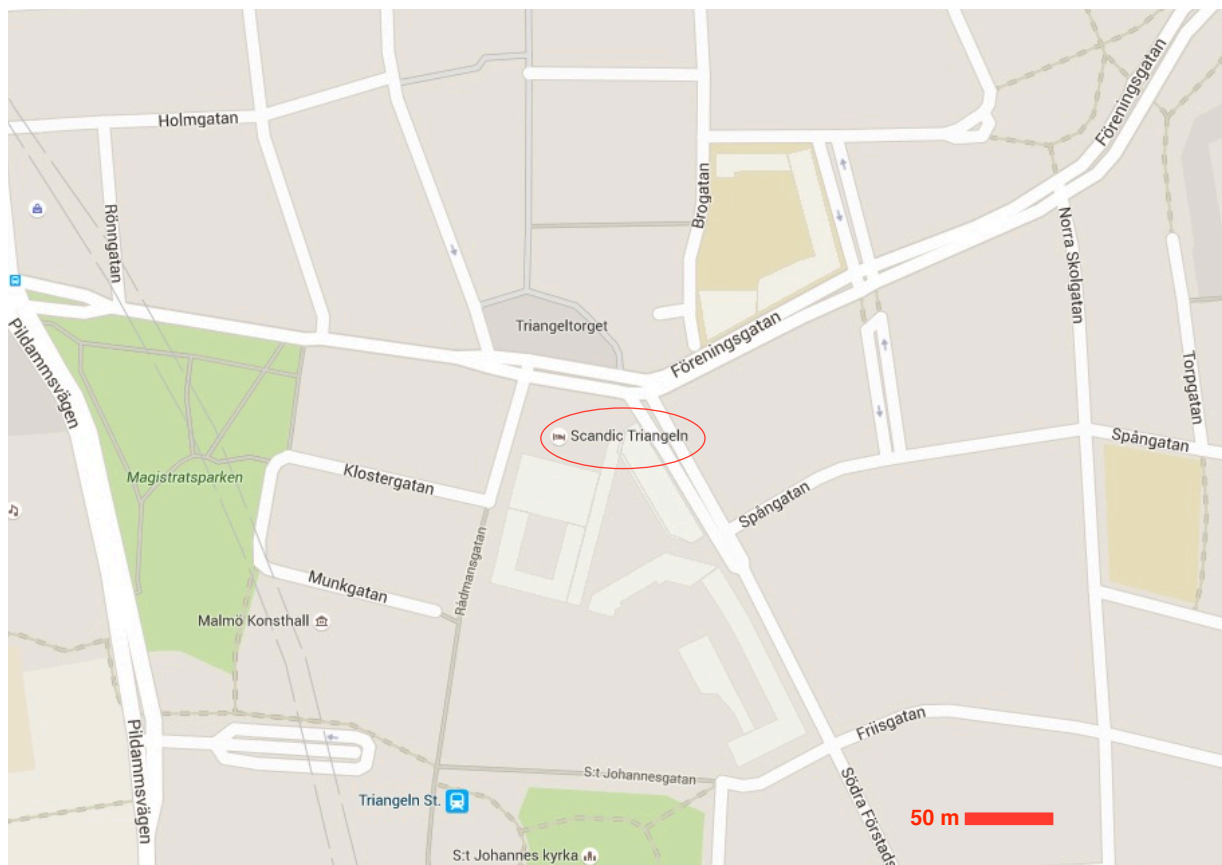 Holmgatan
Rönngatan
Brogatan
Föreningsgatan
Norra Skolgatan
Torpgatan
Triangeltorget
Föreningsgatan
Pildammsvägen
Scandic Triangeln
Spångatan
Magistratsparken
Klostergatan
Spångatan
Rådmansgatan
Munkgatan
Malmö Konsthall
Pildammsvägen
Friisgatan
S:t Johannesgatan
Triangeln St.
Södra Förstads
50 m
S:t Johannes kyrka